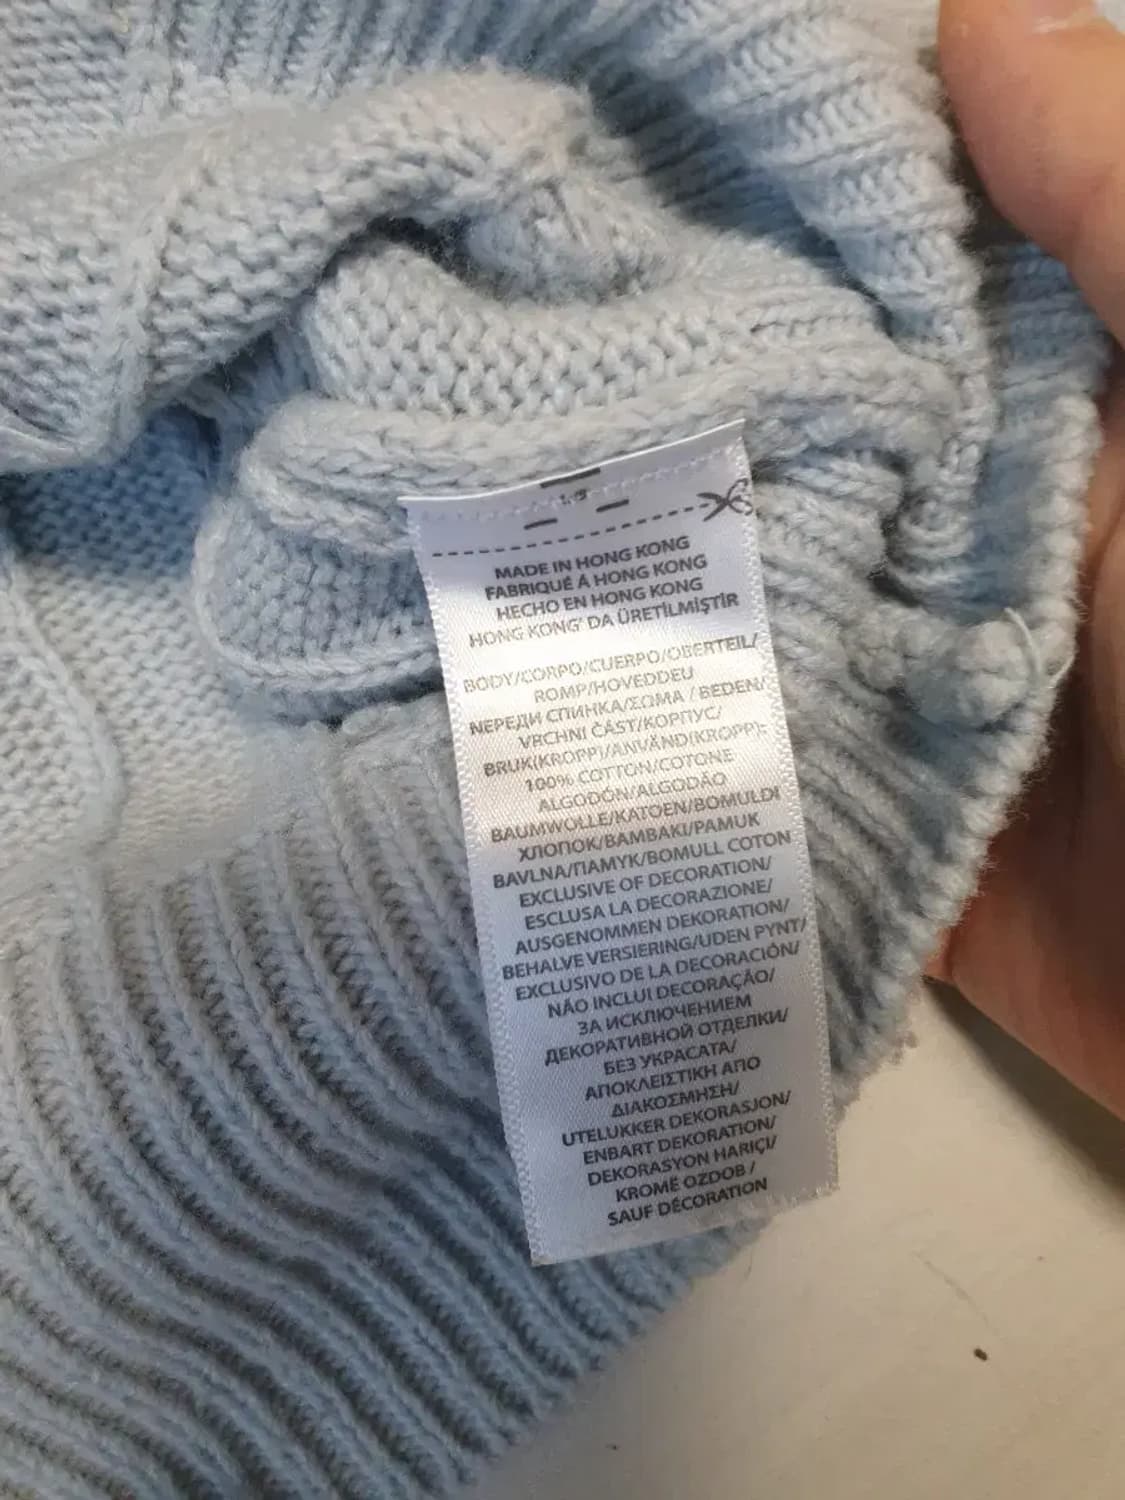 MADE IN HONG KONG
FABRIQUÉ À HONG KONG
HECHO EN HONG KONG
HONG KONG' DA ÜRETİLMİŞTİR
BODY/CORPO/CUERPO/OBERTEIL/
ROMP/HOVEDDEU
NEPEДИ СПИНКА/ΣΩMA / BEDEN/
VRCHNI ČÁST/КОРПУС/
BRUK(KROPP)/ANVÄND(KROPP):
100% COTTON/COTONE
ALGODÓN/ALGODÃO
BAUMWOLLE/KATOEN/BOMULDI
ХЛОПОК/BAMBAKI/PAMUK
BAVLNA/ПАМУК/BOMULL COTON
EXCLUSIVE OF DECORATION/
ESCLUSA LA DECORAZIONE/
AUSGENOMMEN DEKORATION/
BEHALVE VERSIERING/UDEN PYNT/
EXCLUSIVO DE LA DECORACIÓN/
NÃO INCLUI DECORAÇÃO/
ЗА ИСКЛЮЧЕНИЕМ
ДЕКОРАТИВНОЙ ОТДЕЛКИ/
БЕЗ УКРАСАТА/
ΑΠΟΚΛΕΙΣΤΙΚΗ ΑΠΟ
ΔΙΑΚΟΣΜΗΣΗ/
UTELUKKER DEKORASJON/
ENBART DEKORATION/
DEKORASYON HARIÇI/
KROMĚ OZDOB /
SAUF DÉCORATION